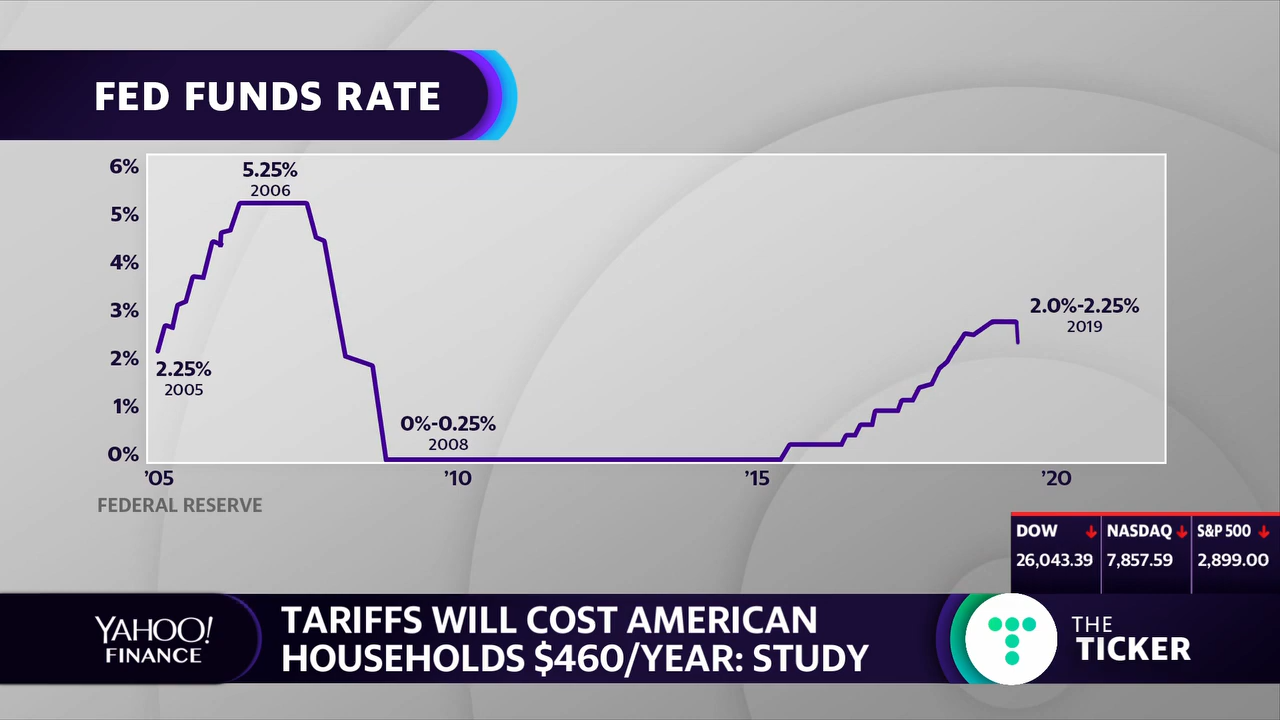 FED FUNDS RATE
6%
5%
4%
3%
2%
1%
0%
5.25%
2006
2.25%
2005
0%-0.25%
2008
2.0%-2.25%
2019
’05
’10
’15
’20
FEDERAL RESERVE
DOW
26,043.39
NASDAQ
7,857.59
S&P 500
2,899.00
YAHOO!
FINANCE
TARIFFS WILL COST AMERICAN
HOUSEHOLDS $460/YEAR: STUDY
THE
TICKER